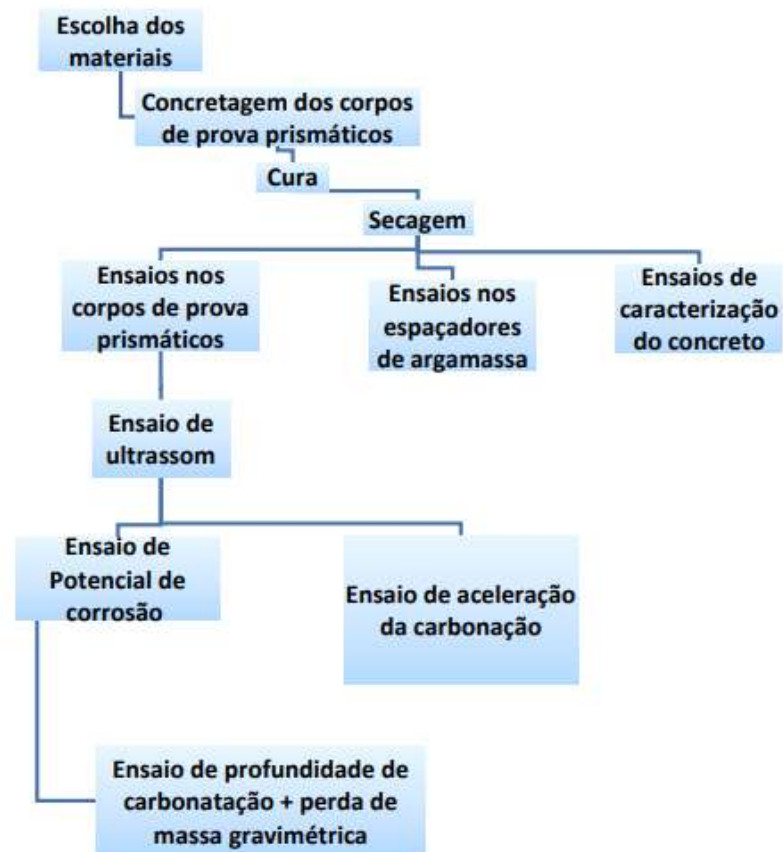 Escolha dos
materiais
Concretagem dos corpos
de prova prismáticos
Cura
Secagem
Ensaios nos
corpos de prova
prismáticos
Ensaios nos
espaçadores
de argamassa
Ensaios de
caracterização
do concreto
Ensaio de
ultrassom
Ensaio de
Potencial de
corrosão
Ensaio de aceleração
da carbonação
Ensaio de profundidade de
carbonatação + perda de
massa gravimétrica